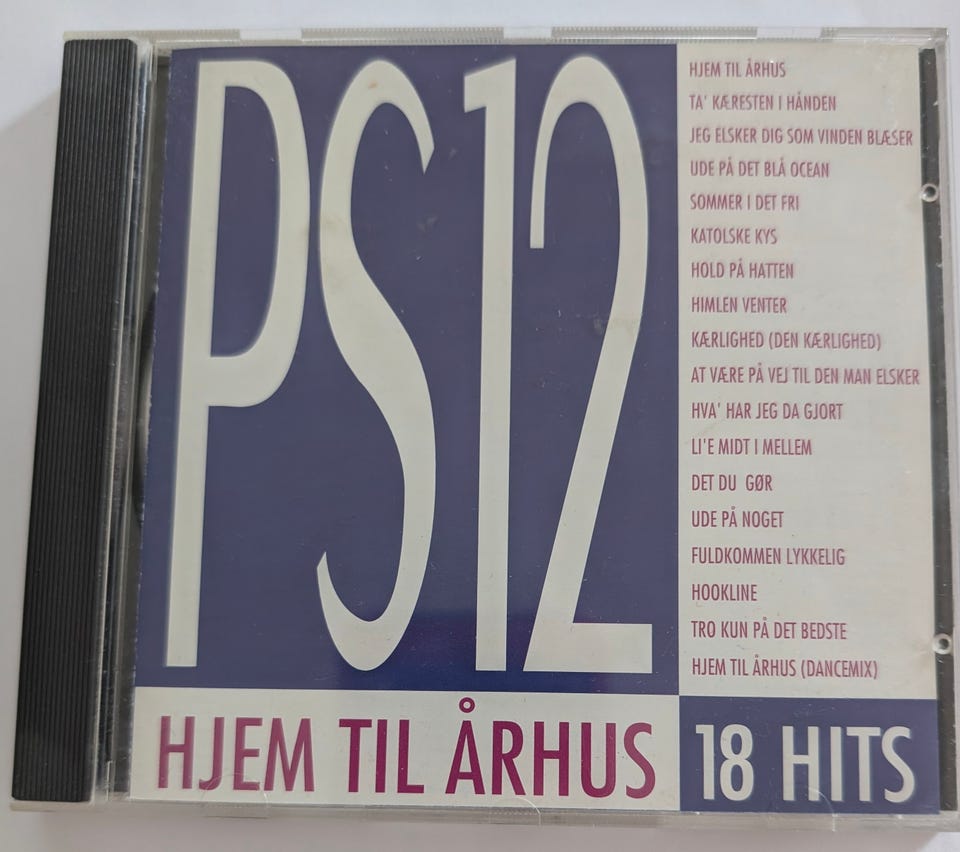 PS12
HJEM TIL ÅRHUS
TA' KÆRESTEN I HÅNDEN
JEG ELSKER DIG SOM VINDEN BLÆSER
UDE PÅ DET BLÅ OCEAN
SOMMER I DET FRI
KATOLSKE KYS
HOLD PÅ HATTEN
HIMLEN VENTER
KÆRLIGHED (DEN KÆRLIGHED)
AT VÆRE PÅ VEJ TIL DEN MAN ELSKER
HVA' HAR JEG DA GJORT
LI'E MIDT I MELLEM
DET DU GØR
UDE PÅ NOGET
FULDKOMMEN LYKKELIG
HOOKLINE
TRO KUN PÅ DET BEDSTE
HJEM TIL ÅRHUS (DANCEMIX)
HJEM TIL ÅRHUS
18 HITS